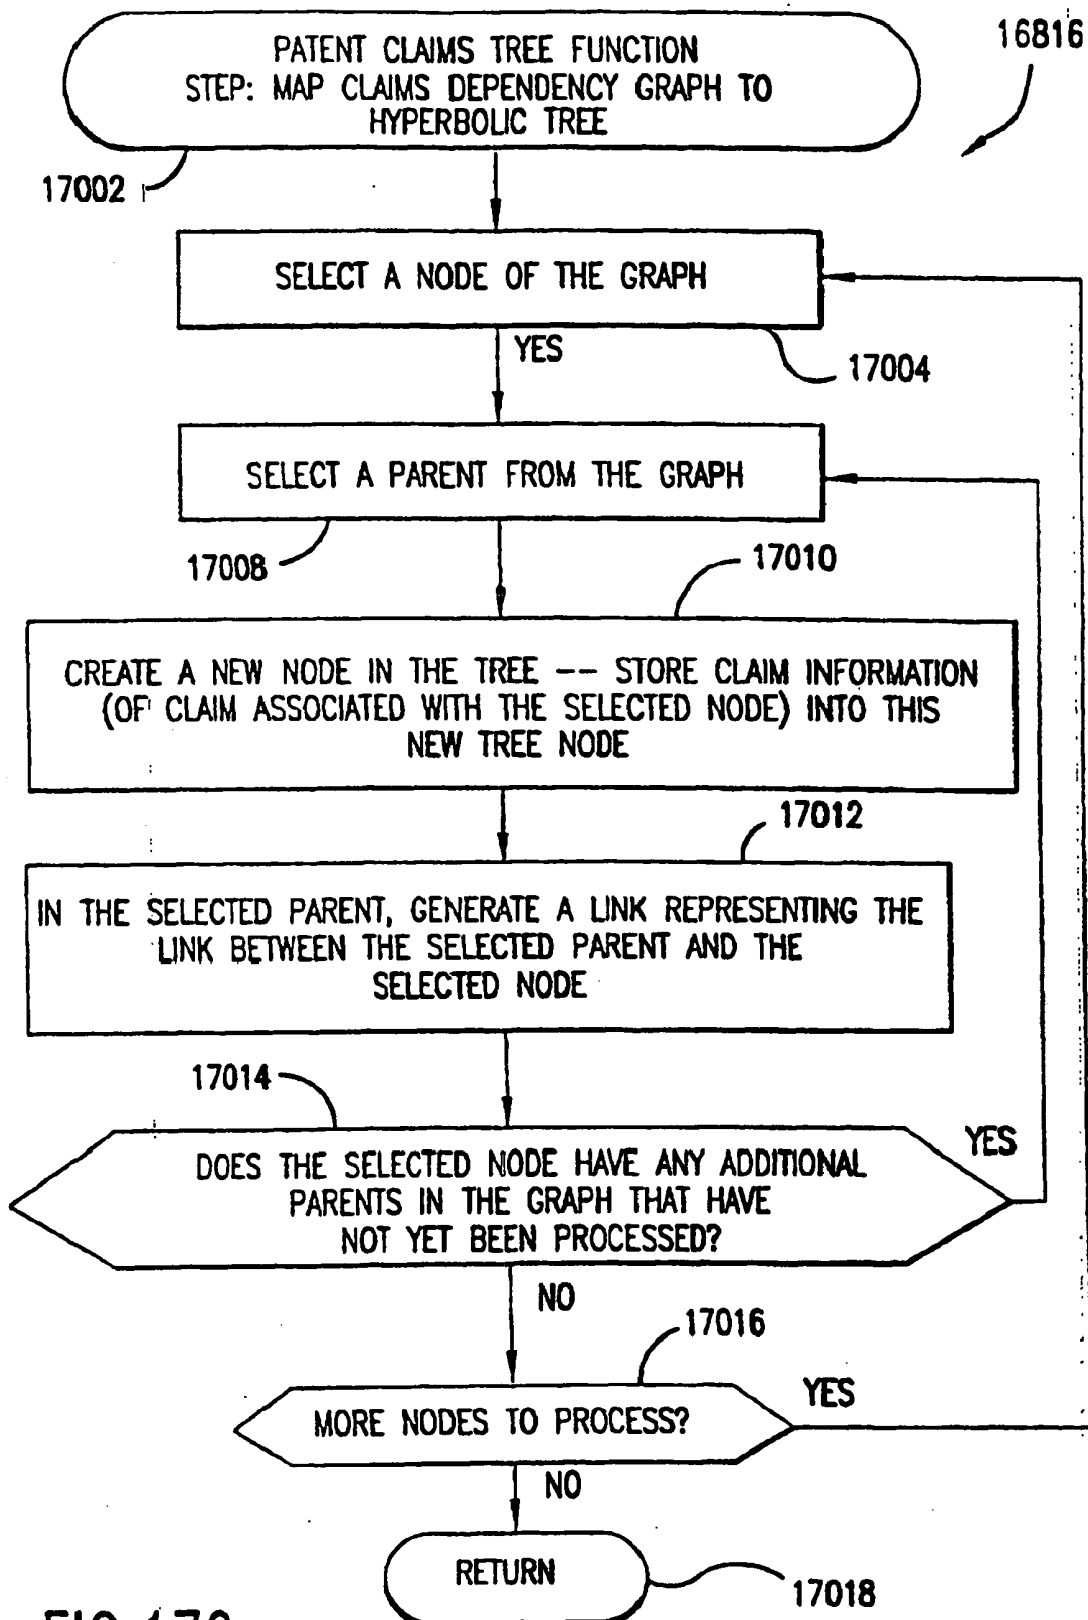 16816
PATENT CLAIMS TREE FUNCTION
STEP: MAP CLAIMS DEPENDENCY GRAPH TO
HYPERBOLIC TREE
17002
SELECT A NODE OF THE GRAPH
YES
17004
SELECT A PARENT FROM THE GRAPH
17008
17010
CREATE A NEW NODE IN THE TREE -- STORE CLAIM INFORMATION
(OF CLAIM ASSOCIATED WITH THE SELECTED NODE) INTO THIS
NEW TREE NODE
17012
IN THE SELECTED PARENT, GENERATE A LINK REPRESENTING THE
LINK BETWEEN THE SELECTED PARENT AND THE
SELECTED NODE
17014
YES
DOES THE SELECTED NODE HAVE ANY ADDITIONAL
PARENTS IN THE GRAPH THAT HAVE
NOT YET BEEN PROCESSED?
NO
17016
YES
MORE NODES TO PROCESS?
NO
RETURN
17018